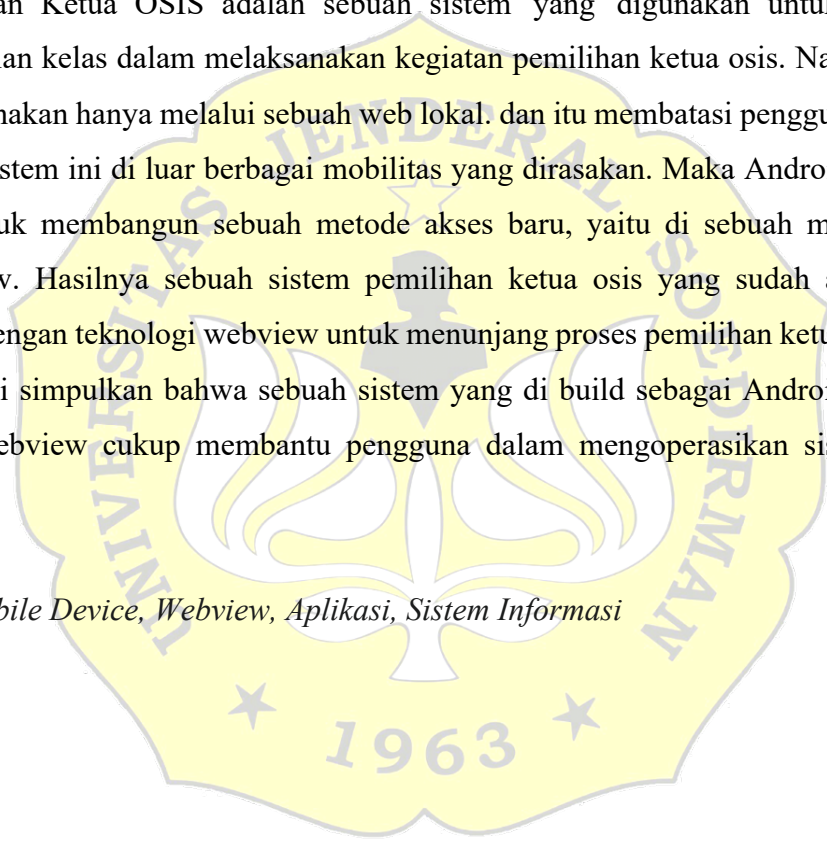 an Ketua OSIS adalah sebuah sistem yang digunakan untuk
an kelas dalam melaksanakan kegiatan pemilihan ketua osis. Na
nakan hanya melalui sebuah web lokal. dan itu membatasi penggu
stem ini di luar berbagai mobilitas yang dirasakan. Maka Andro
uk membangun sebuah metode akses baru, yaitu di sebuah m
w. Hasilnya sebuah sistem pemilihan ketua osis yang sudah a
engan teknologi webview untuk menunjang proses pemilihan ketu
i simpulkan bahwa sebuah sistem yang di build sebagai Andro
ebview cukup membantu pengguna dalam mengoperasikan sis
bile Device, Webview, Aplikasi, Sistem Informasi
UNIVERSITAS JENDERAL SOEDIRMAN
1963